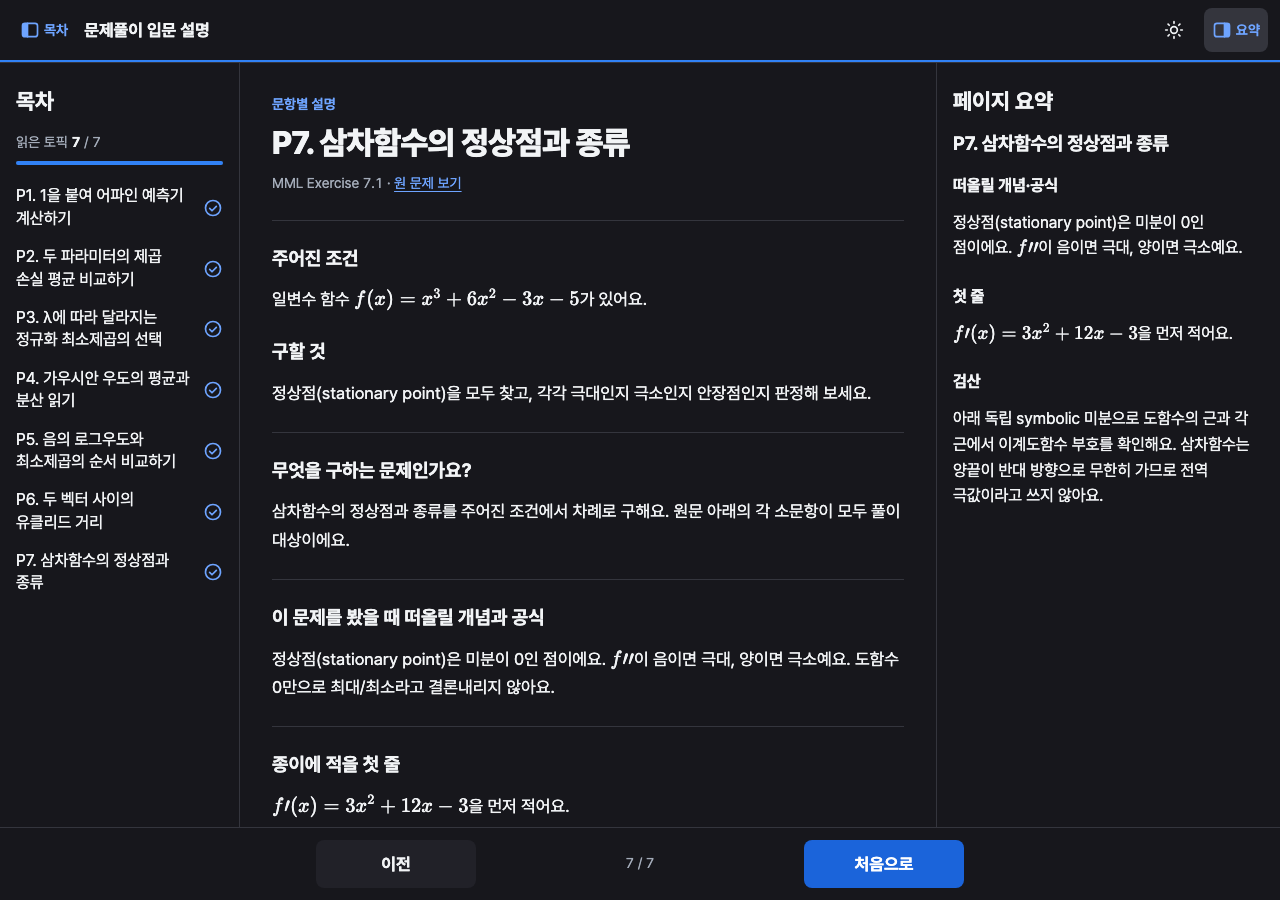 목차 문제풀이 입문 설명 요약
목차
읽은 토픽 7 / 7
P1. 1을 붙여 어파인 예측기
계산하기
P2. 두 파라미터의 제곱
손실 평균 비교하기
P3. λ에 따라 달라지는
정규화 최소제곱의 선택
P4. 가우시안 우도의 평균과
분산 읽기
P5. 음의 로그우도와
최소제곱의 순서 비교하기
P6. 두 벡터 사이의
유클리드 거리
P7. 삼차함수의 정상점과
종류
문항별 설명
P7. 삼차함수의 정상점과 종류
MML Exercise 7.1 · 원 문제 보기
주어진 조건
일변수 함수 f(x) = x³ + 6x² − 3x − 5가 있어요.
구할 것
정상점(stationary point)을 모두 찾고, 각각 극대인지 극소인지 안장점인지 판정해 보세요.
무엇을 구하는 문제인가요?
삼차함수의 정상점과 종류를 주어진 조건에서 차례로 구해요. 원문 아래의 각 소문항이 모두 풀이
대상이에요.
이 문제를 봤을 때 떠올릴 개념과 공식
정상점(stationary point)은 미분이 0인 점이에요. f′′이 음이면 극대, 양이면 극소예요. 도함수
0만으로 최대/최소라고 결론내리지 않아요.
종이에 적을 첫 줄
f′(x) = 3x² + 12x − 3을 먼저 적어요.
페이지 요약
P7. 삼차함수의 정상점과 종류
떠올릴 개념·공식
정상점(stationary point)은 미분이 0인
점이에요. f′′이 음이면 극대, 양이면 극소예요.
첫 줄
f′(x) = 3x² + 12x − 3을 먼저 적어요.
검산
아래 독립 symbolic 미분으로 도함수의 근과 각
근에서 이계도함수 부호를 확인해요. 삼차함수는
양끝이 반대 방향으로 무한히 가므로 전역
극값이라고 쓰지 않아요.
이전 7 / 7 처음으로